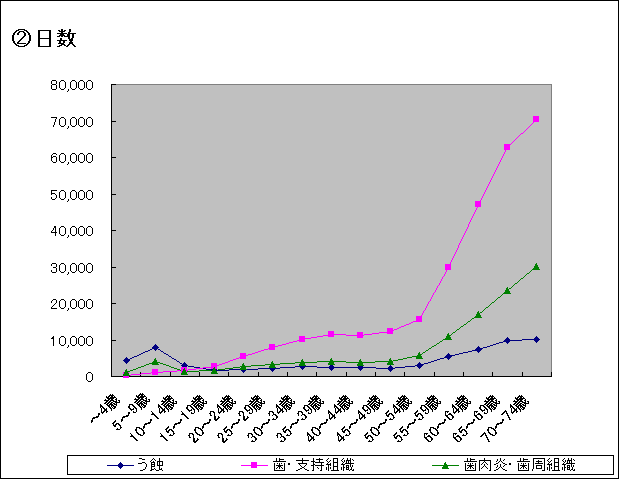 ②日数
80,000
70,000
60,000
50,000
40,000
30,000
20,000
10,000
0
～4歳
5～9歳
10～14歳
15～19歳
20～24歳
25～29歳
30～34歳
35～39歳
40～44歳
45～49歳
50～54歳
55～59歳
60～64歳
65～69歳
70～74歳
う蝕 歯・支持組織 歯肉炎・歯周組織